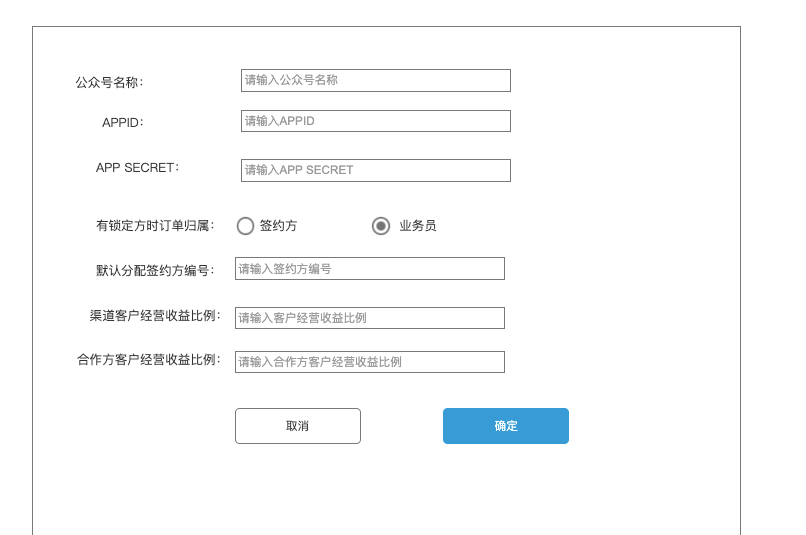 公众号名称： 请输入公众号名称
APPID： 请输入APPID
APP SECRET： 请输入APP SECRET
有锁定方时订单归属： 签约方 业务员
默认分配签约方编号： 请输入签约方编号
渠道客户经营收益比例： 请输入客户经营收益比例
合作方客户经营收益比例： 请输入合作方客户经营收益比例
取消 确定